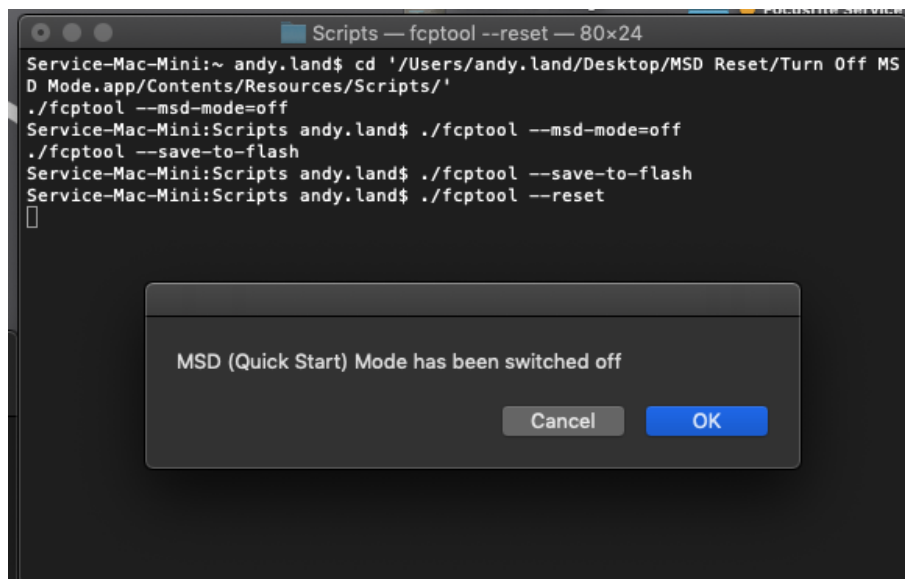 Focusrite Service
Scripts — fcptool --reset — 80×24
Service-Mac-Mini:~ andy.land$ cd '/Users/andy.land/Desktop/MSD Reset/Turn Off MS
D Mode.app/Contents/Resources/Scripts/'
./fcptool --msd-mode=off
Service-Mac-Mini:Scripts andy.land$ ./fcptool --msd-mode=off
./fcptool --save-to-flash
Service-Mac-Mini:Scripts andy.land$ ./fcptool --save-to-flash
Service-Mac-Mini:Scripts andy.land$ ./fcptool --reset
MSD (Quick Start) Mode has been switched off
Cancel
OK